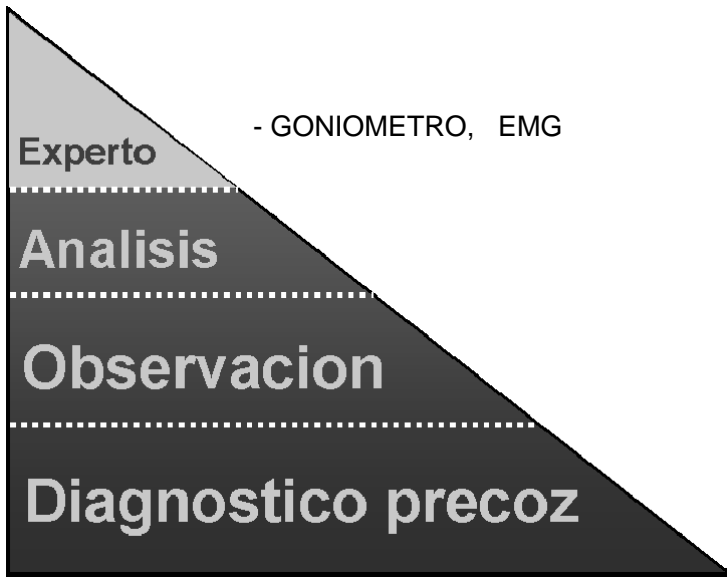 - GONIOMETRO, EMG
Experto
Analisis
Observacion
Diagnostico precoz